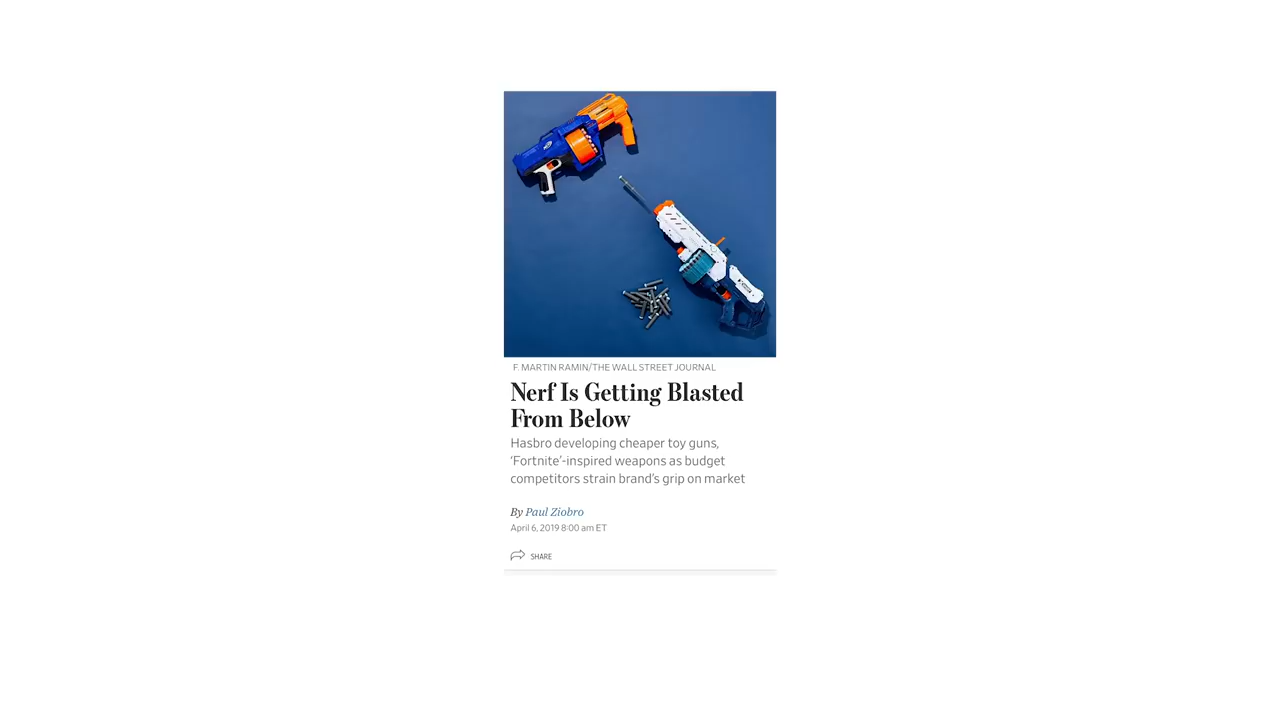 F. MARTIN RAMIN/THE WALL STREET JOURNAL
Nerf Is Getting Blasted
From Below
Hasbro developing cheaper toy guns,
‘Fortnite’-inspired weapons as budget
competitors strain brand’s grip on market
By Paul Ziobro
April 6, 2019 8:00 am ET
SHARE